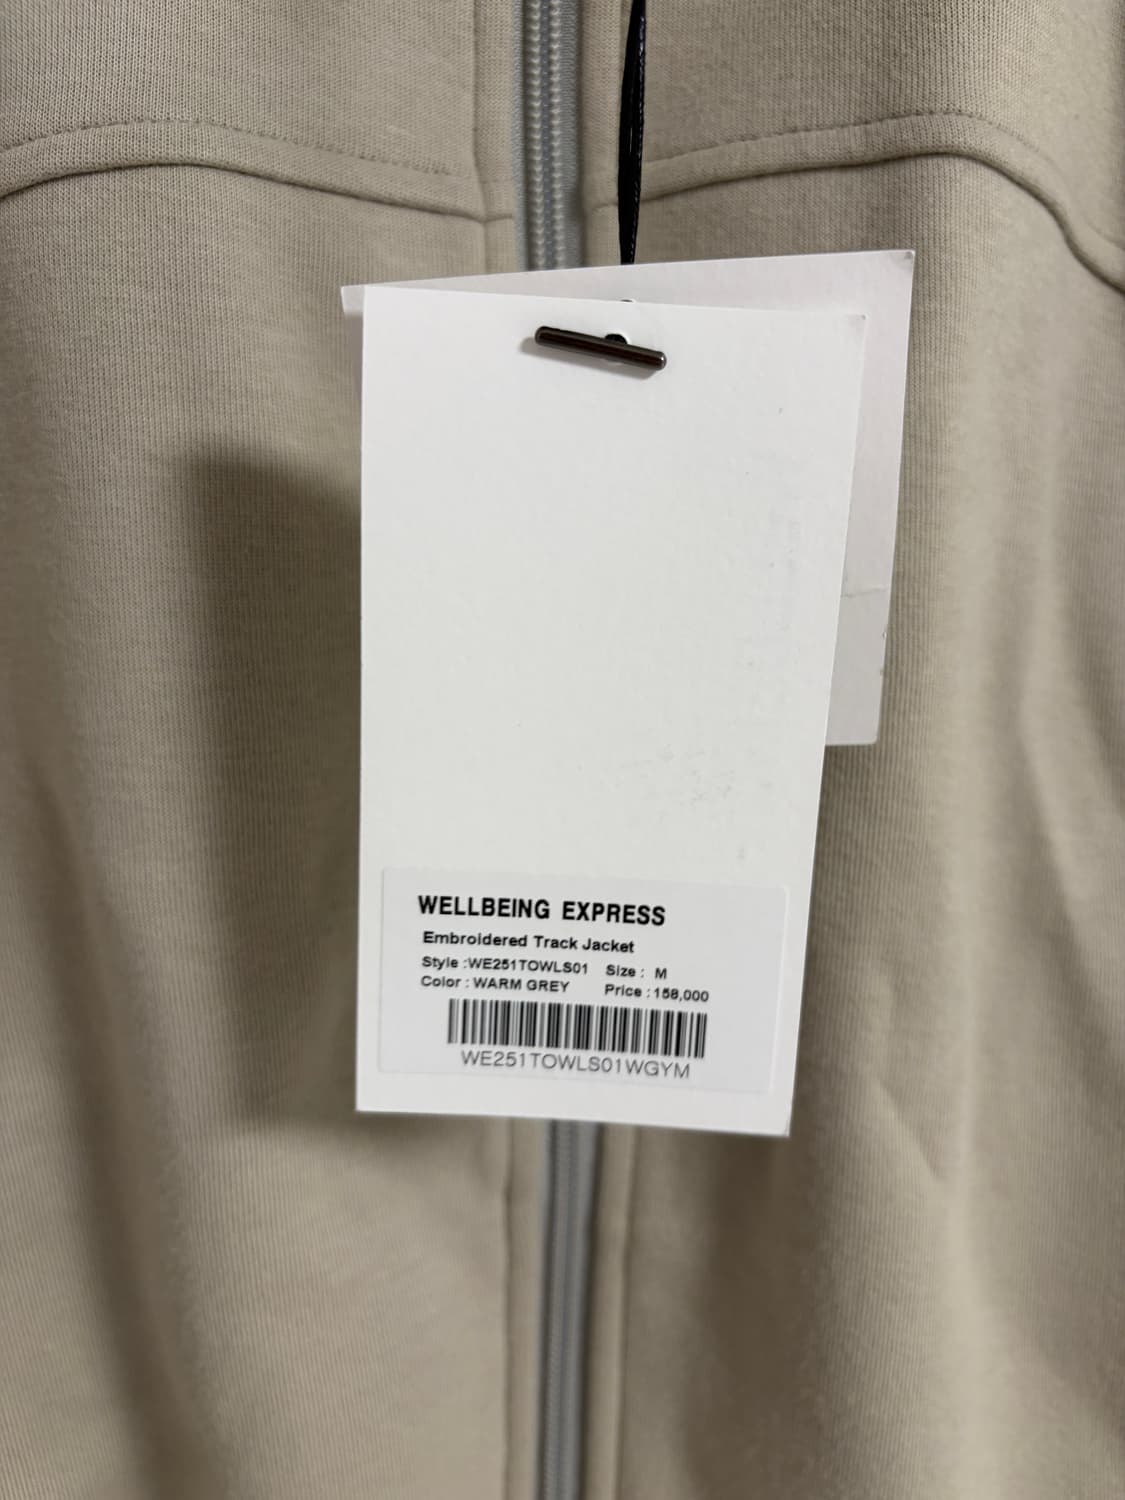 WELLBEING EXPRESS
Embroidered Track Jacket
Style :WE251TOWLS01 Size : M
Color : WARM GREY Price : 158,000
WE251TOWLS01WGYM